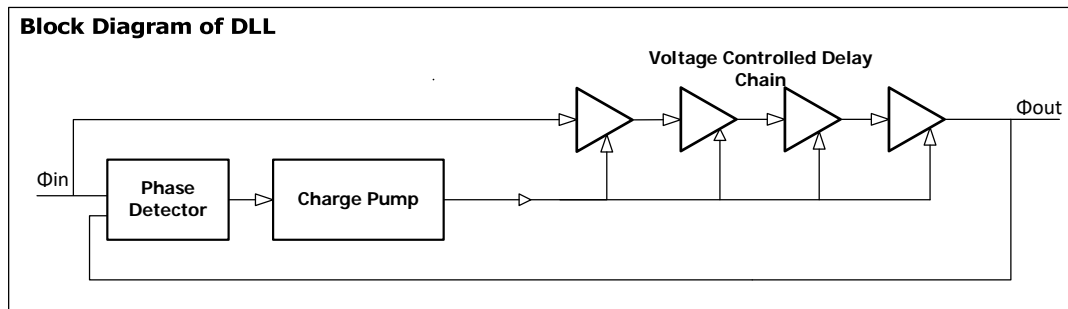 Block Diagram of DLL
Voltage Controlled Delay
Chain
Φout
Φin
Phase
Detector
Charge Pump